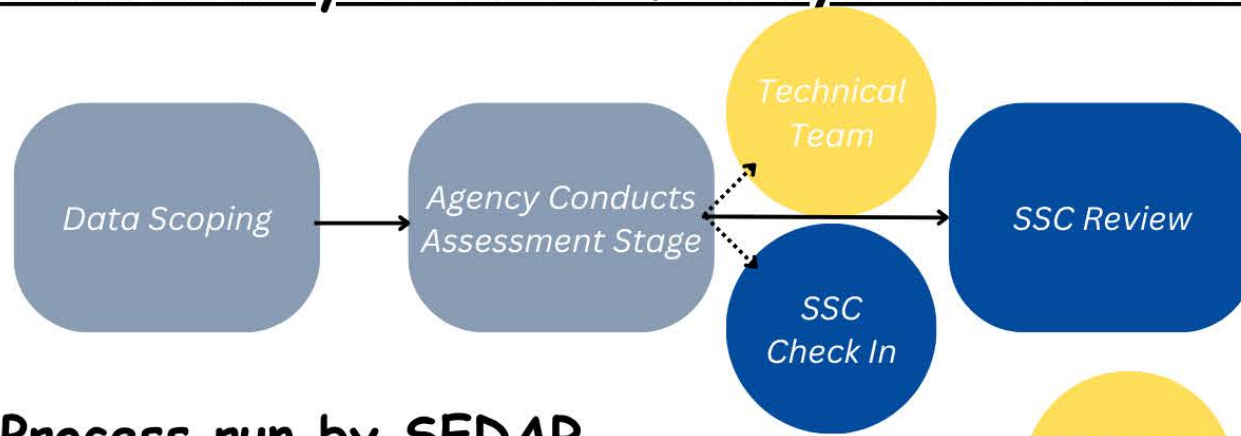 Data Scoping
Agency Conducts
Assessment Stage
Technical
Team
SSC
Check In
SSC Review
Process run by SEDAR